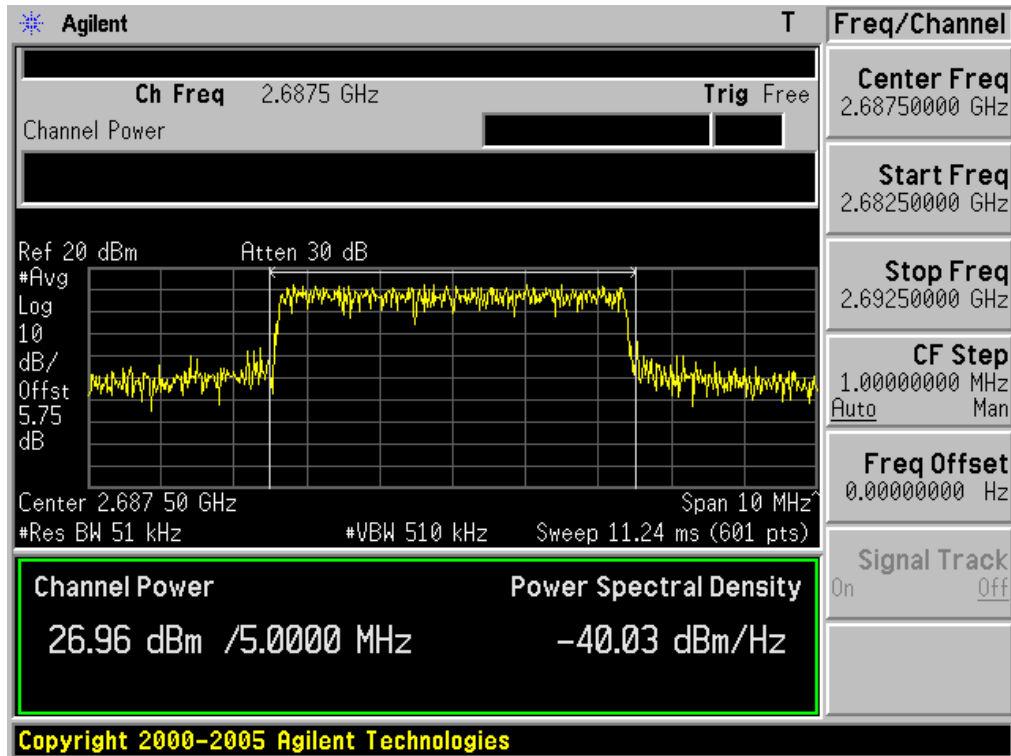 Agilent T
Freq/Channel
Ch Freq 2.6875 GHz Trig Free
Channel Power
Center Freq
2.68750000 GHz
Start Freq
2.68250000 GHz
Stop Freq
2.69250000 GHz
CF Step
1.00000000 MHz
Auto Man
Freq Offset
0.00000000 Hz
Signal Track
On Off
Ref 20 dBm Atten 30 dB
#Avg
Log
10
dB/
Offst
5.75
dB
Center 2.687 50 GHz Span 10 MHz^
#Res BW 51 kHz #VBW 510 kHz Sweep 11.24 ms (601 pts)
Channel Power Power Spectral Density
26.96 dBm /5.0000 MHz -40.03 dBm/Hz
Copyright 2000-2005 Agilent Technologies